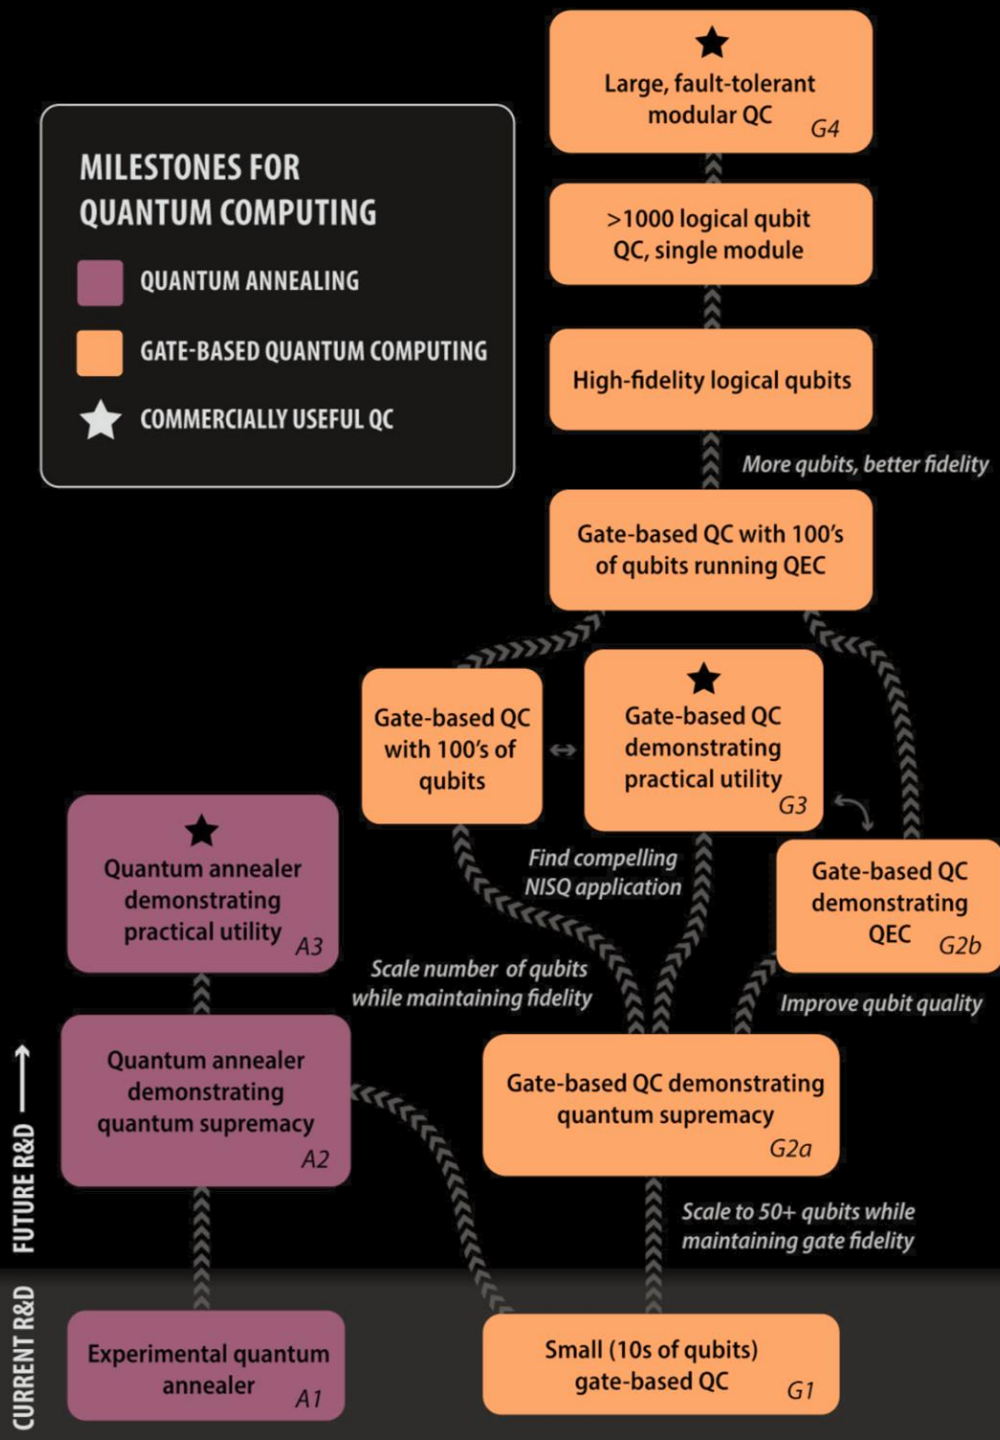 Large, fault-tolerant
modular QC
G4
MILESTONES FOR
QUANTUM COMPUTING
QUANTUM ANNEALING
GATE-BASED QUANTUM COMPUTING
COMMERCIALLY USEFUL QC
>1000 logical qubit
QC, single module
High-fidelity logical qubits
More qubits, better fidelity
Gate-based QC with 100’s
of qubits running QEC
Gate-based QC
with 100’s of
qubits
Gate-based QC
demonstrating
practical utility
G3
Find compelling
NISQ application
Gate-based QC
demonstrating
QEC
G2b
Quantum annealer
demonstrating
practical utility
A3
Scale number of qubits
while maintaining fidelity
Improve qubit quality
Quantum annealer
demonstrating
quantum supremacy
A2
Gate-based QC demonstrating
quantum supremacy
G2a
Scale to 50+ qubits while
maintaining gate fidelity
FUTURE R&D
CURRENT R&D
Experimental quantum
annealer
A1
Small (10s of qubits)
gate-based QC
G1